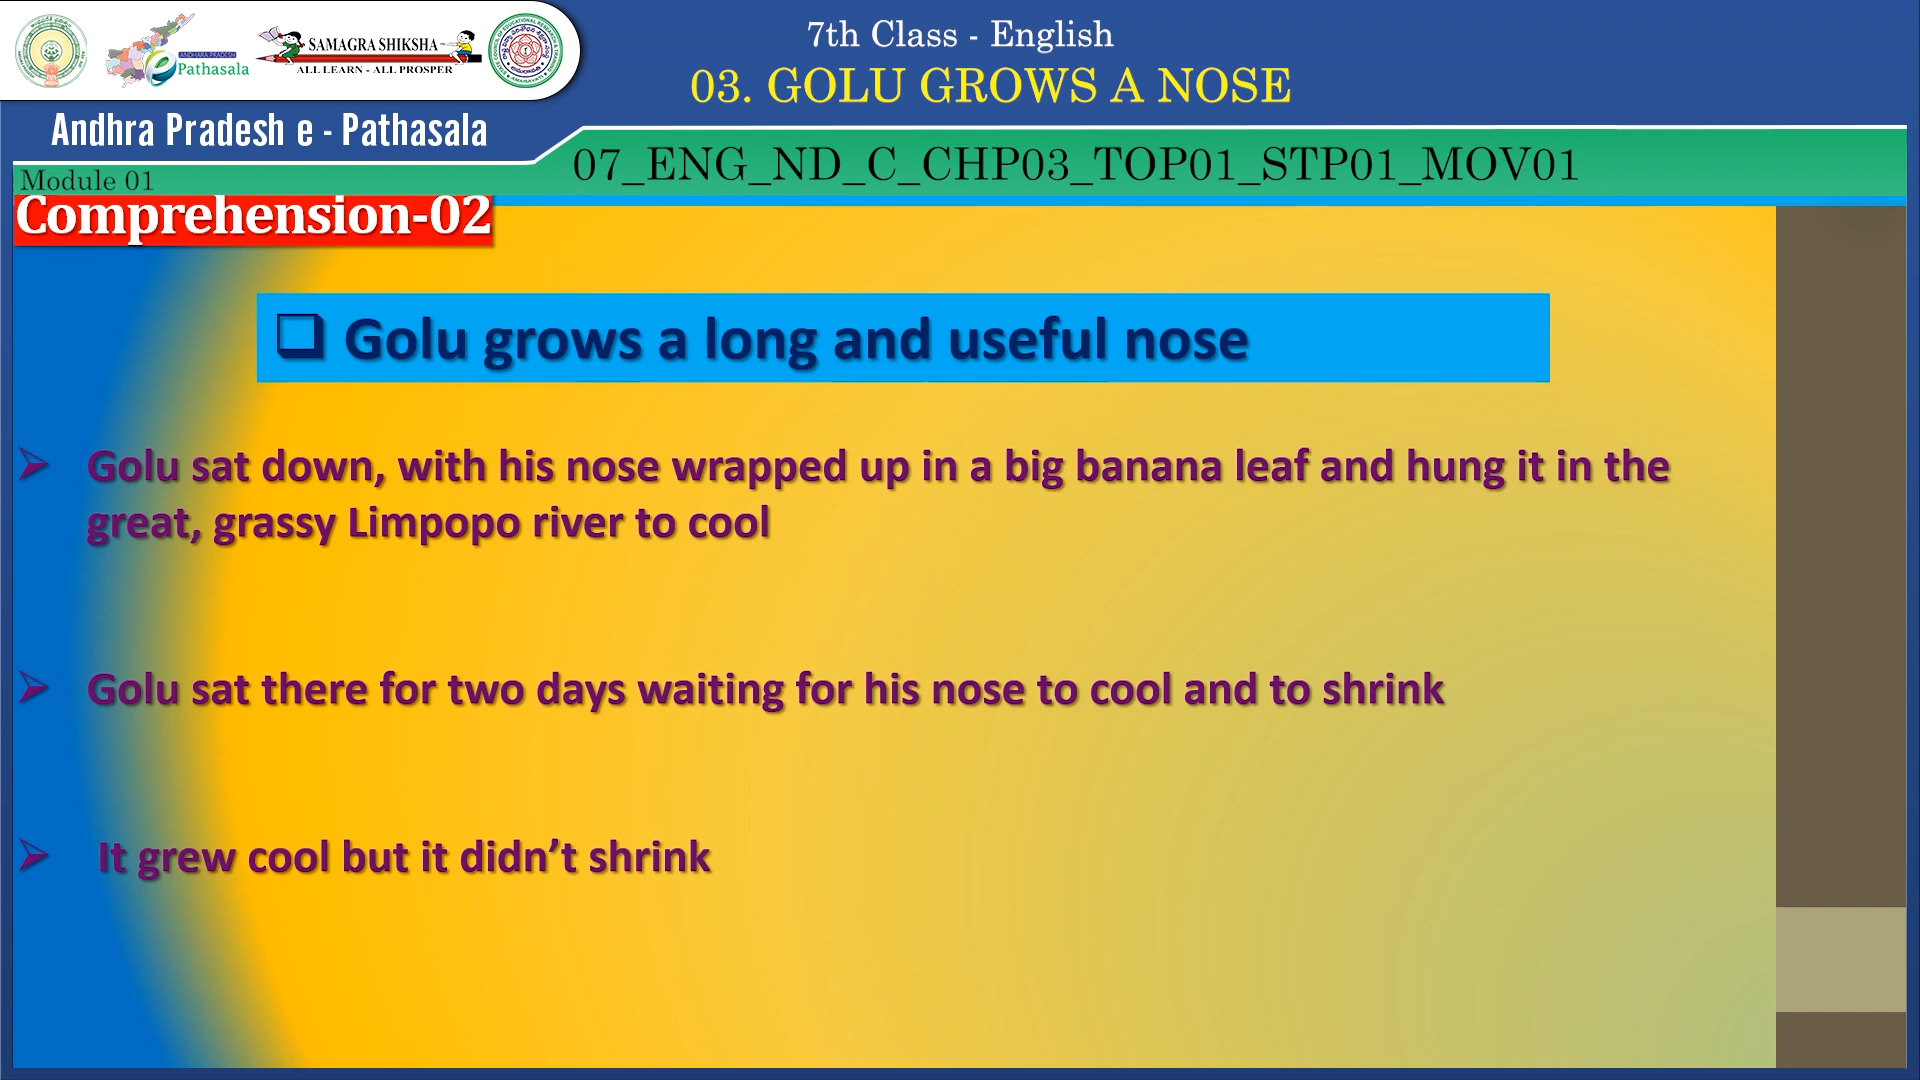 ANDHRA PRADESH
Pathasala
SAMAGRA SHIKSHA
ALL LEARN - ALL PROSPER
7th Class - English
03. GOLU GROWS A NOSE
Andhra Pradesh e - Pathasala
07_ENG_ND_C_CHP03_TOP01_STP01_MOV01
Module 01
Comprehension-02
Golu grows a long and useful nose
Golu sat down, with his nose wrapped up in a big banana leaf and hung it in the
great, grassy Limpopo river to cool
Golu sat there for two days waiting for his nose to cool and to shrink
It grew cool but it didn’t shrink